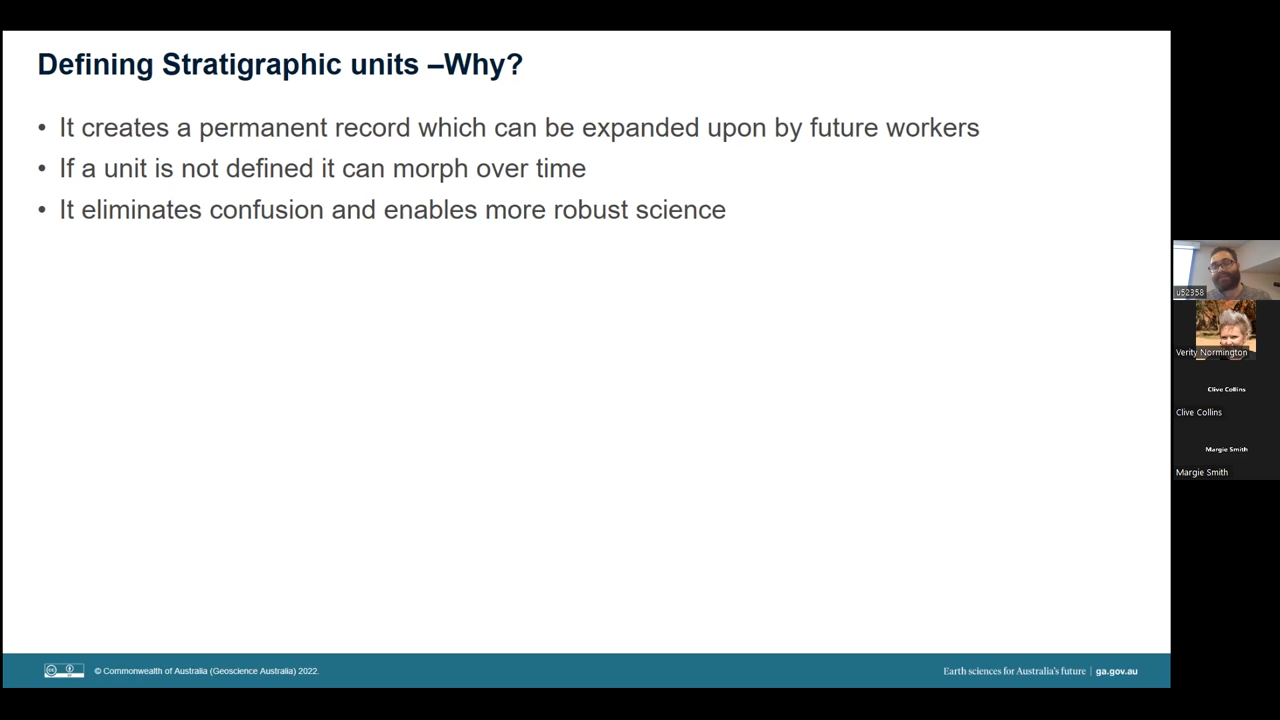 Defining Stratigraphic units –Why?
• It creates a permanent record which can be expanded upon by future workers
• If a unit is not defined it can morph over time
• It eliminates confusion and enables more robust science
u52358
Verity Normington
Clive Collins
Clive Collins
Margie Smith
Margie Smith
© Commonwealth of Australia (Geoscience Australia) 2022.
Earth sciences for Australia's future | ga.gov.au